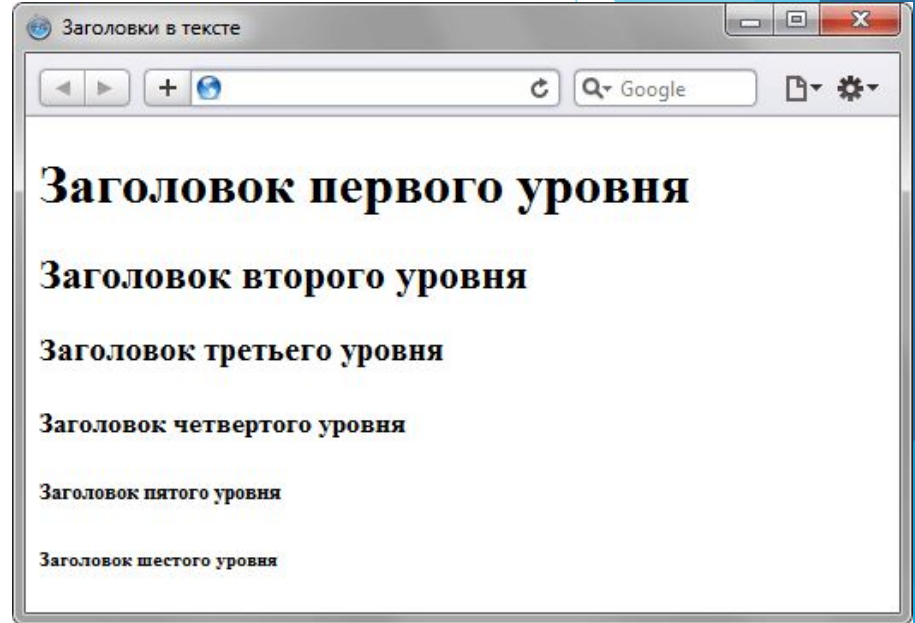 Заголовки в тексте
Google
Заголовок первого уровня
Заголовок второго уровня
Заголовок третьего уровня
Заголовок четвертого уровня
Заголовок пятого уровня
Заголовок шестого уровня